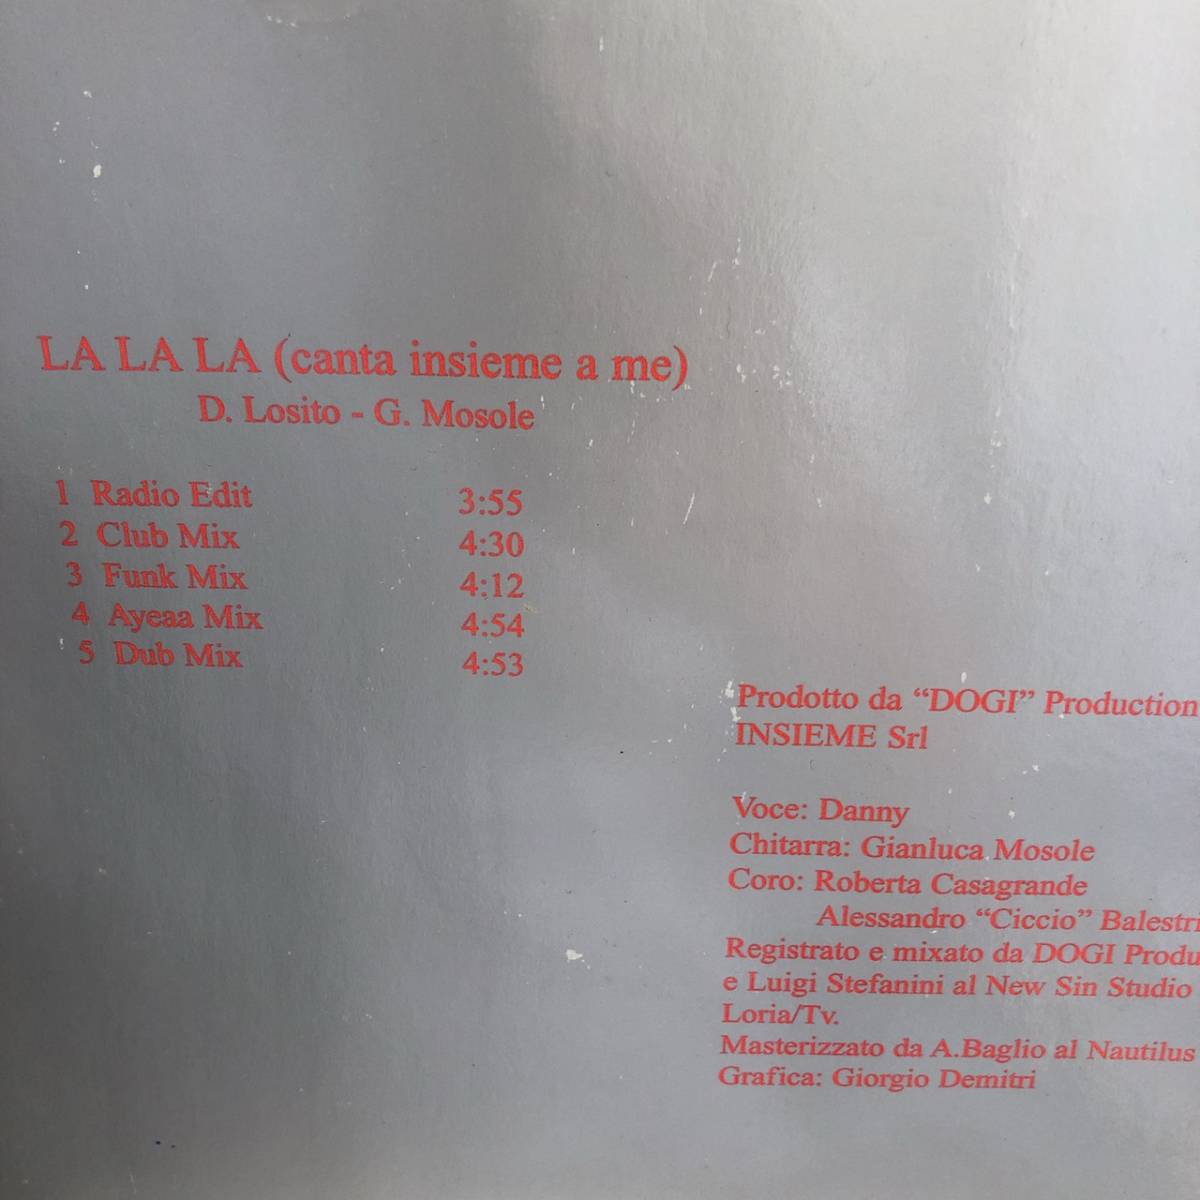 LA LA LA (canta insieme a me)
D. Losito - G. Mosole
1 Radio Edit 3:55
2 Club Mix 4:30
3 Funk Mix 4:12
4 Ayeaa Mix 4:54
5 Dub Mix 4:53
Prodotto da “DOGI” Production
INSIEME Srl
Voce: Danny
Chitarra: Gianluca Mosole
Coro: Roberta Casagrande
Alessandro “Ciccio” Balestri
Registrato e mixato da DOGI Produ
e Luigi Stefanini al New Sin Studio
Loria/Tv.
Masterizzato da A.Baglio al Nautilus
Grafica: Giorgio Demitri